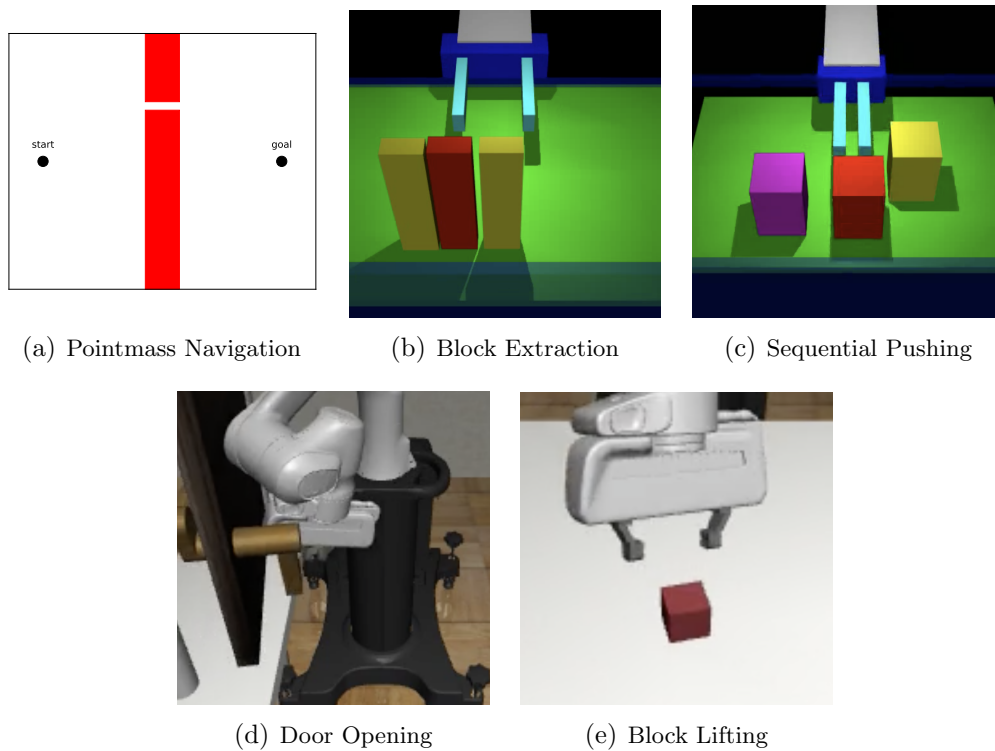 start
goal
(a) Pointmass Navigation
(b) Block Extraction
(c) Sequential Pushing
(d) Door Opening
(e) Block Lifting